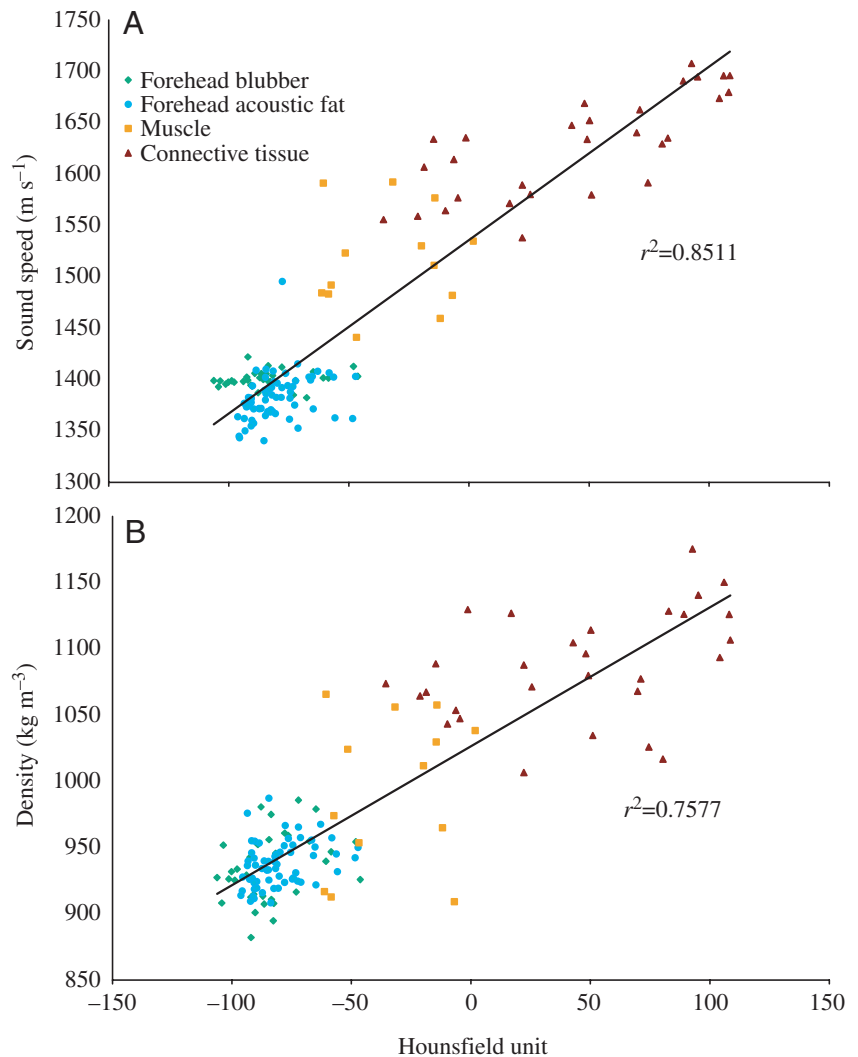 A
1750
1700
1650
1600
1550
1500
1450
1400
1350
1300
Sound speed (m s⁻¹)
Forehead blubber
Forehead acoustic fat
Muscle
Connective tissue
r²=0.8511
B
1200
1150
1100
1050
1000
950
900
850
Density (kg m⁻³)
r²=0.7577
−150 −100 −50 0 50 100 150
Hounsfield unit